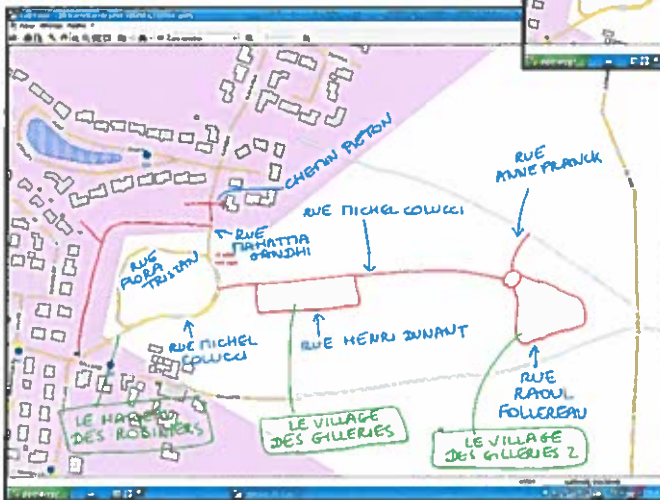 CHEMIN PIETON
RUE
ANNE FRANCK
RUE MICHEL COLUCCI
RUE
MAHATMA
GANDHI
RUE
FLORA
TRISTAN
RUE MICHEL
COLUCCI
RUE HENRI DUNANT
RUE
RAOUL
FOLLEREAU
LE HAMEAU
DES ROBINIERS
LE VILLAGE
DES GILLERIES
LE VILLAGE
DES GILLERIES 2